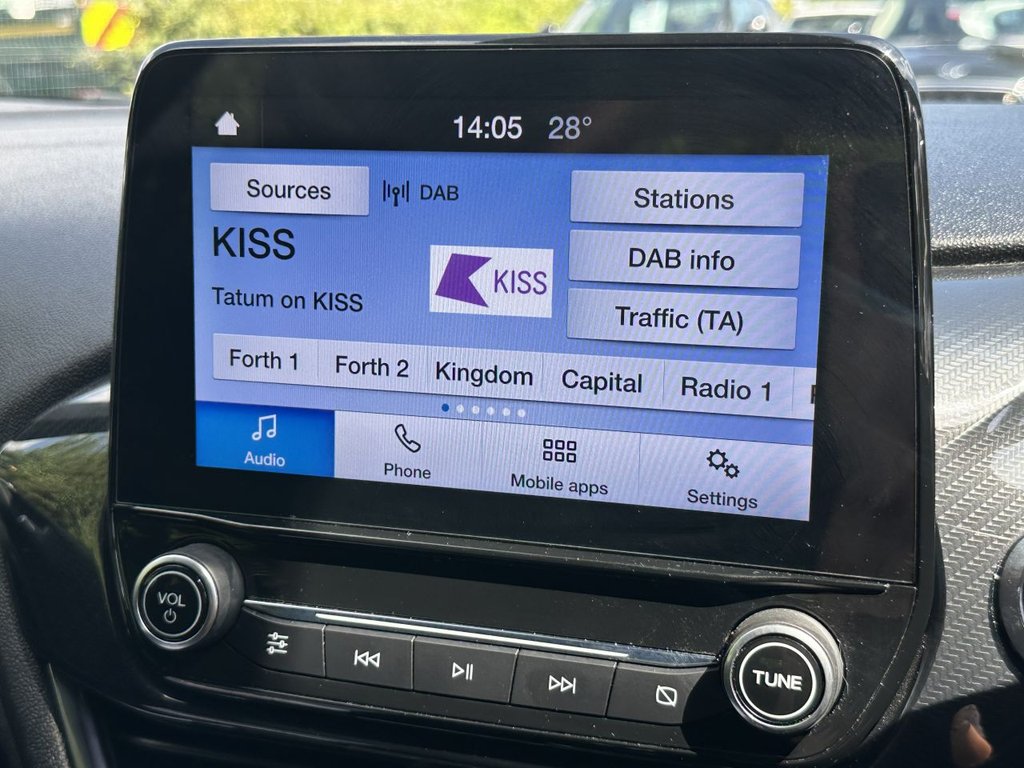 14:05 28°
Sources DAB Stations
KISS
KISS
DAB info
Tatum on KISS
Traffic (TA)
Forth 1 Forth 2 Kingdom Capital Radio 1
Audio Phone Mobile apps Settings
VOL
TUNE